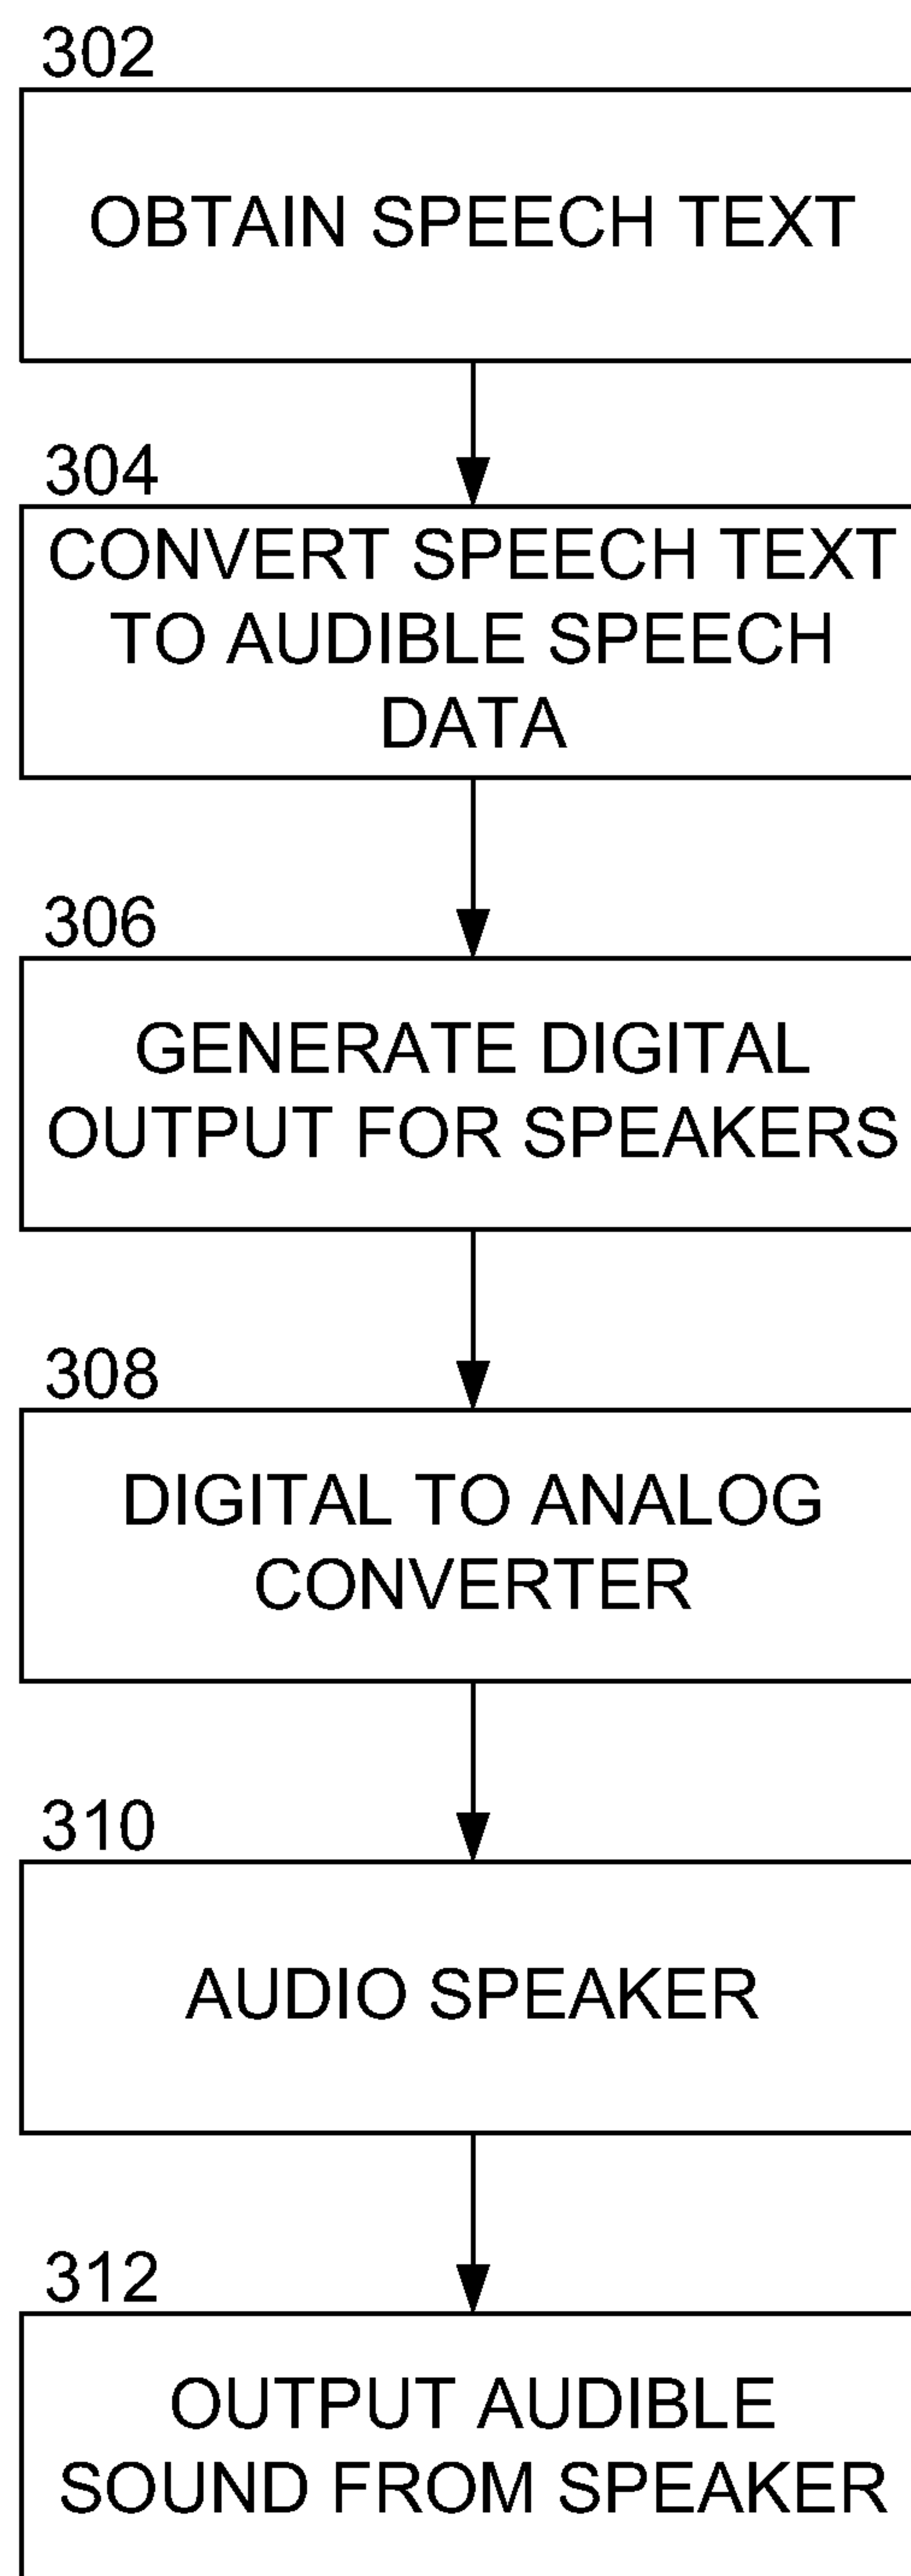 302
OBTAIN SPEECH TEXT
304
CONVERT SPEECH TEXT
TO AUDIBLE SPEECH
DATA
306
GENERATE DIGITAL
OUTPUT FOR SPEAKERS
308
DIGITAL TO ANALOG
CONVERTER
310
AUDIO SPEAKER
312
OUTPUT AUDIBLE
SOUND FROM SPEAKER